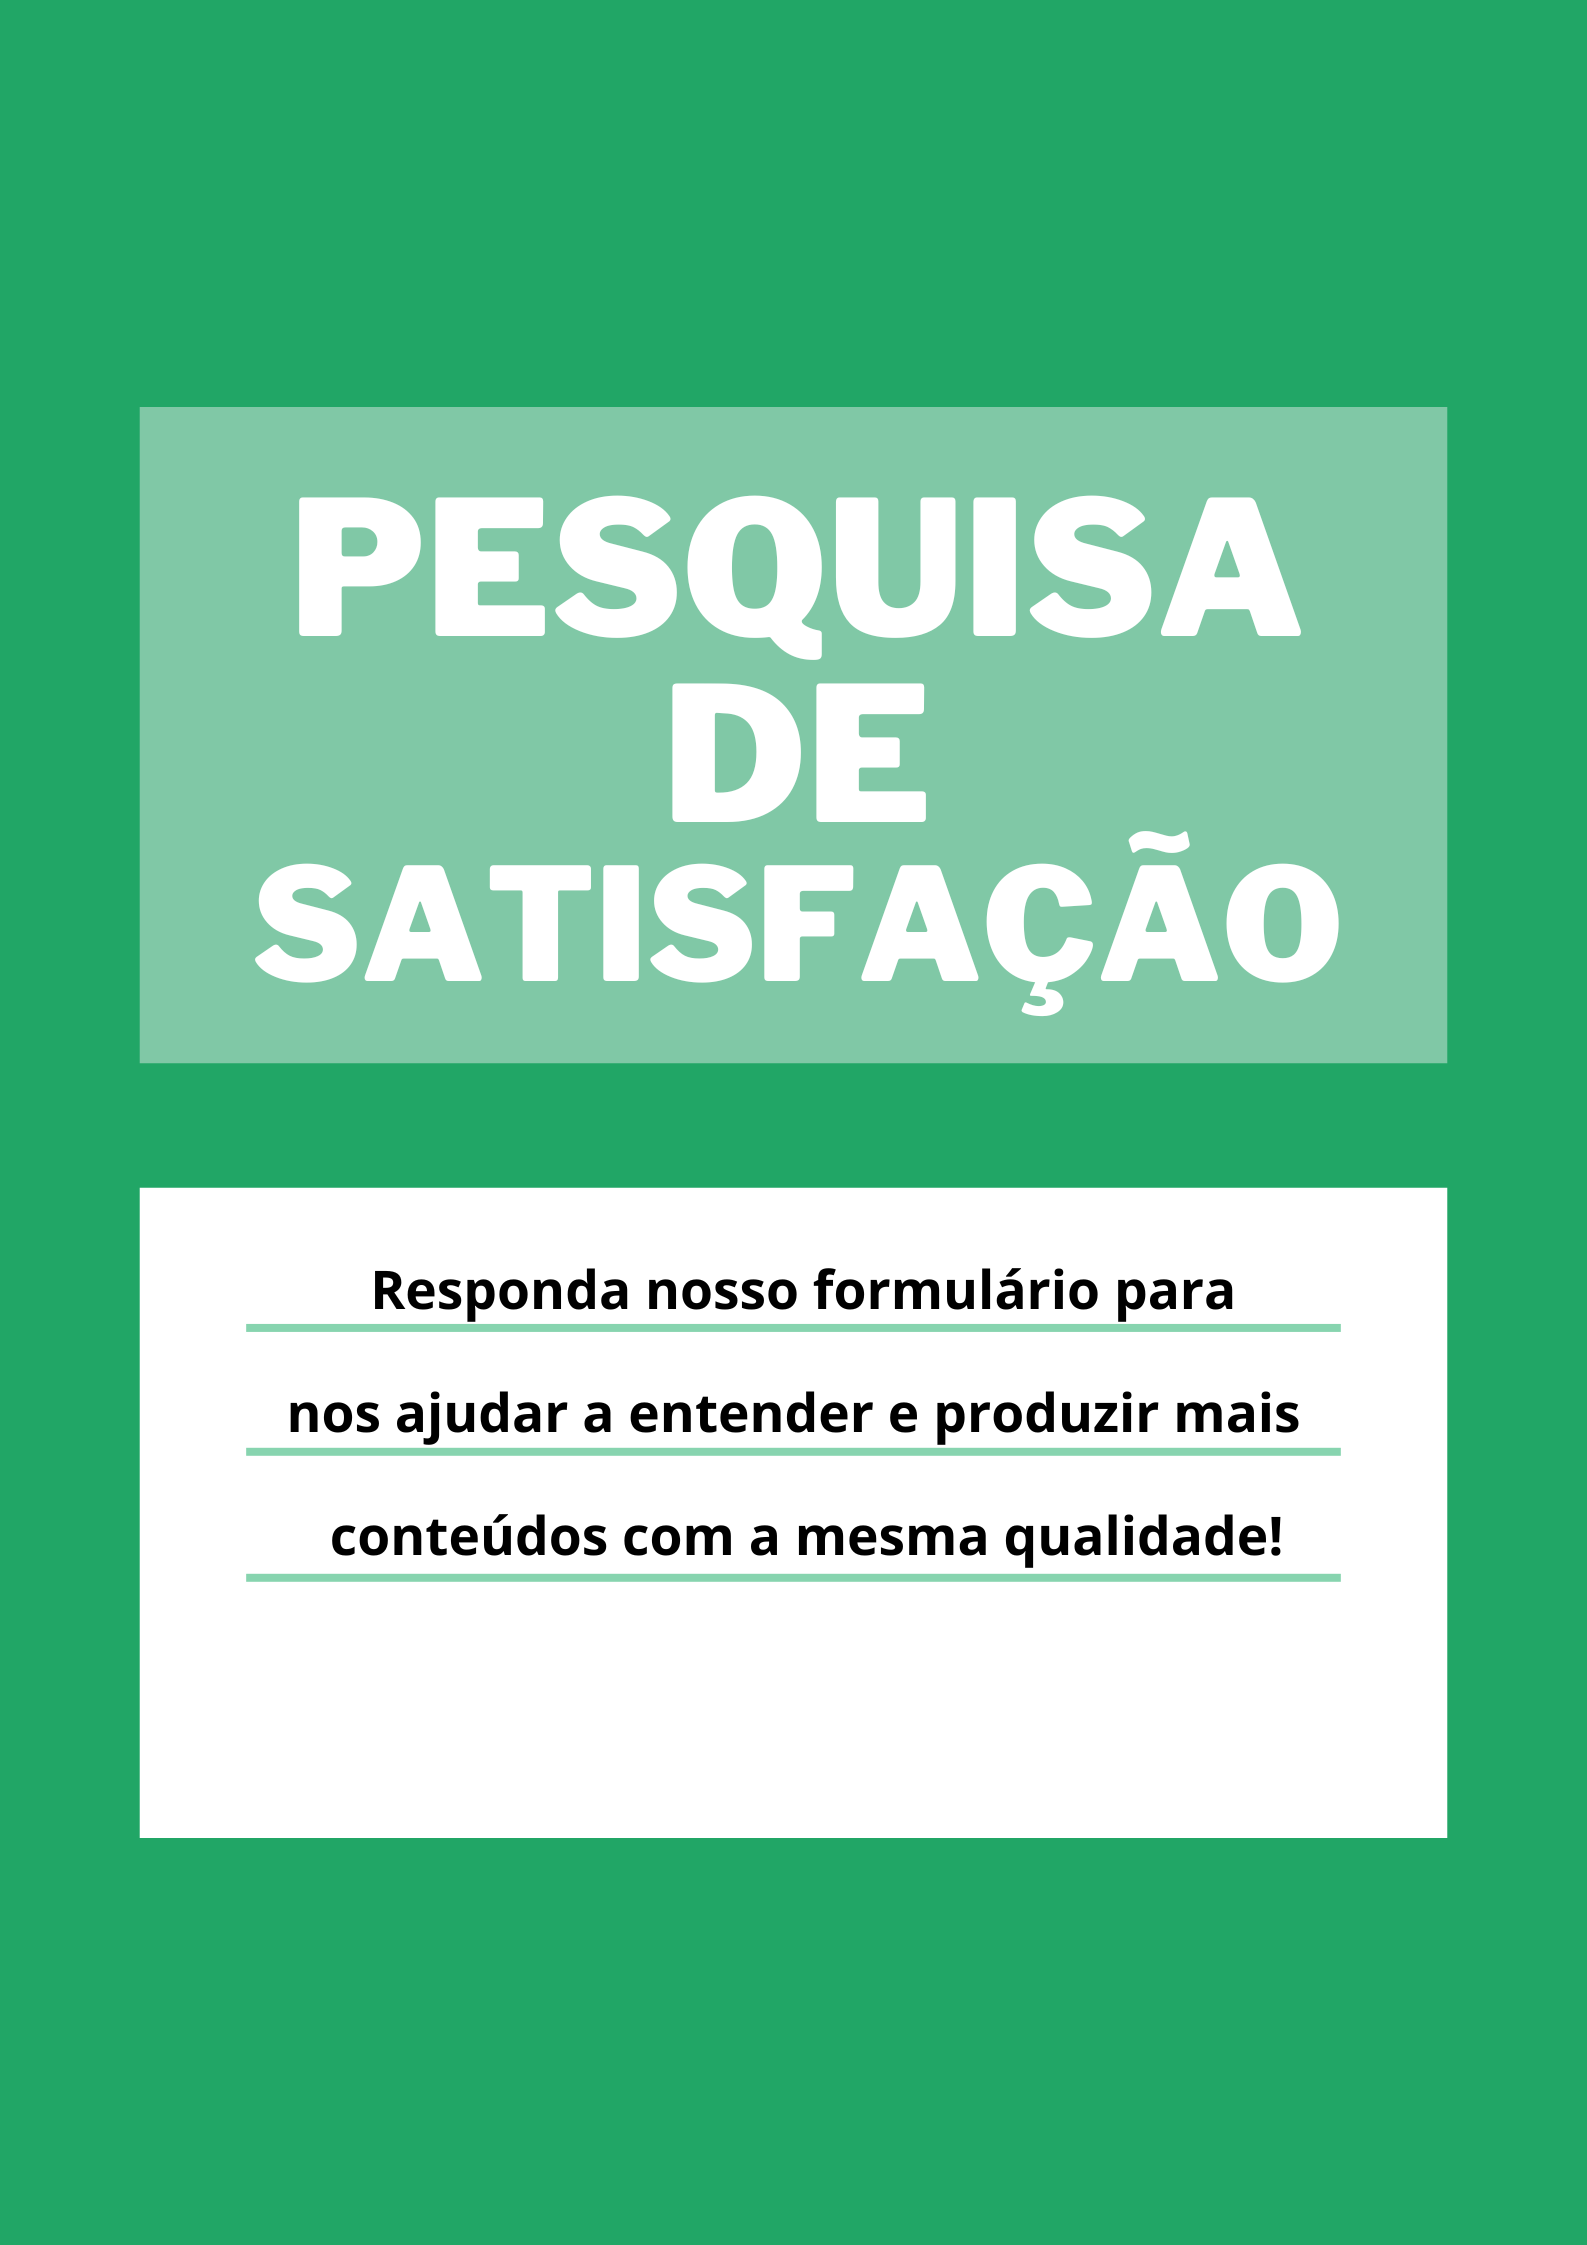 PESQUISA
DE
SATISFAÇÃO
Responda nosso formulário para
nos ajudar a entender e produzir mais
conteúdos com a mesma qualidade!